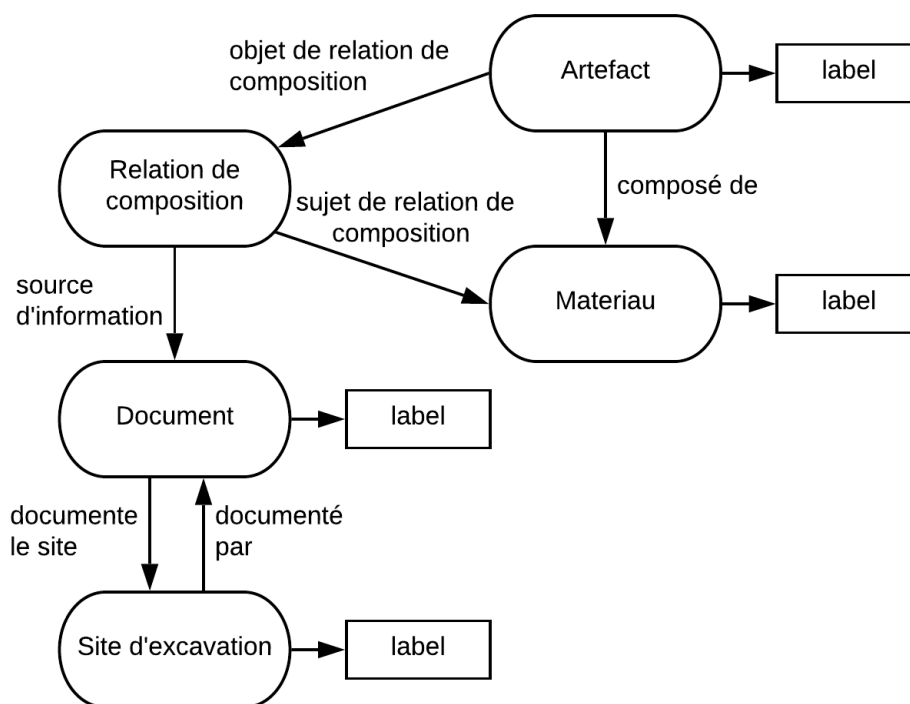 objet de relation de
composition
Artefact
label
Relation de
composition
composé de
sujet de relation de
composition
source
d'information
Materiau
label
Document
label
documente
le site
documenté
par
Site d'excavation
label